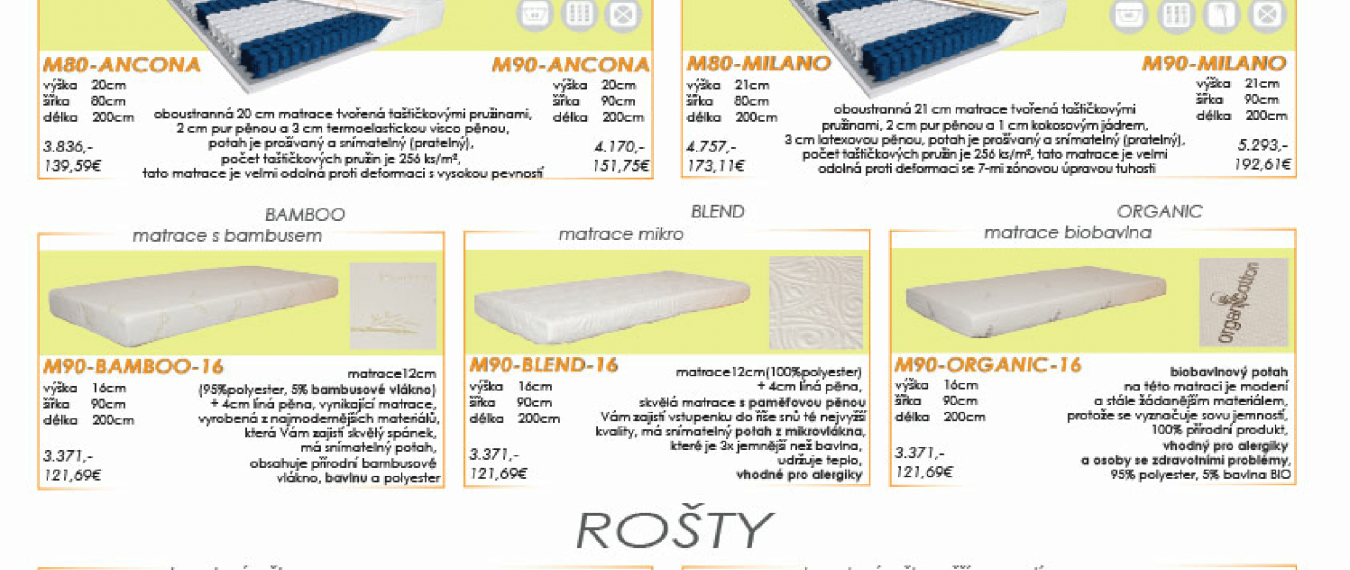 M80-ANCONA
výška 20cm
šířka 80cm
délka 200cm
3.836,-
139,59€
oboustranná 20 cm matrace tvořená taštičkovými pružinami,
2 cm pur pěnou a 3 cm termoelastickou visco pěnou,
potah je prošívaný a snímatelný (pratelný),
počet taštičkových pružin je 256 ks/m²,
tato matrace je velmi odolná proti deformaci s vysokou pevností
M90-ANCONA
výška 20cm
šířka 90cm
délka 200cm
4.170,-
151,75€
M80-MILANO
výška 21cm
šířka 80cm
délka 200cm
4.757,-
173,11€
oboustranná 21 cm matrace tvořená taštičkovými
pružinami, 2 cm pur pěnou a 1 cm kokosovým jádrem,
3 cm latexovou pěnou, potah je prošívaný a snímatelný (pratelný),
počet taštičkových pružin je 256 ks/m², tato matrace je velmi
odolná proti deformaci se 7-mi zónovou úpravou tuhosti
M90-MILANO
výška 21cm
šířka 90cm
délka 200cm
5.293,-
192,61€
BAMBOO
matrace s bambusem
M90-BAMBOO-16
výška 16cm
šířka 90cm
délka 200cm
3.371,-
121,69€
matrace12cm
(95%polyester, 5% bambusové vlákno)
+ 4cm líná pěna, vynikající matrace,
vyrobená z najmodernějších materiálů,
která Vám zajistí skvělý spánek,
má snímatelný potah,
obsahuje přírodní bambusové
vlákno, bavlnu a polyester
BLEND
matrace mikro
M90-BLEND-16
výška 16cm
šířka 90cm
délka 200cm
3.371,-
121,69€
matrace12cm(100%polyester)
+ 4cm líná pěna,
skvělá matrace s paměťovou pěnou
Vám zajistí vstupenku do říše snů té nejvyšší
kvality, má snímatelný potah z mikrovlákna,
které je 3x jemnější než bavlna,
udržuje teplo,
vhodné pro alergiky
ORGANIC
matrace biobavlna
organic cotton
M90-ORGANIC-16
výška 16cm
šířka 90cm
délka 200cm
3.371,-
121,69€
biobavlnový potah
na této matraci je modení
a stále žádanějším materiálem,
protože se vyznačuje sovu jemností,
100% přírodní produkt,
vhodný pro alergiky
a osoby se zdravotními problémy,
95% polyester, 5% bavlna BIO
ROŠTY